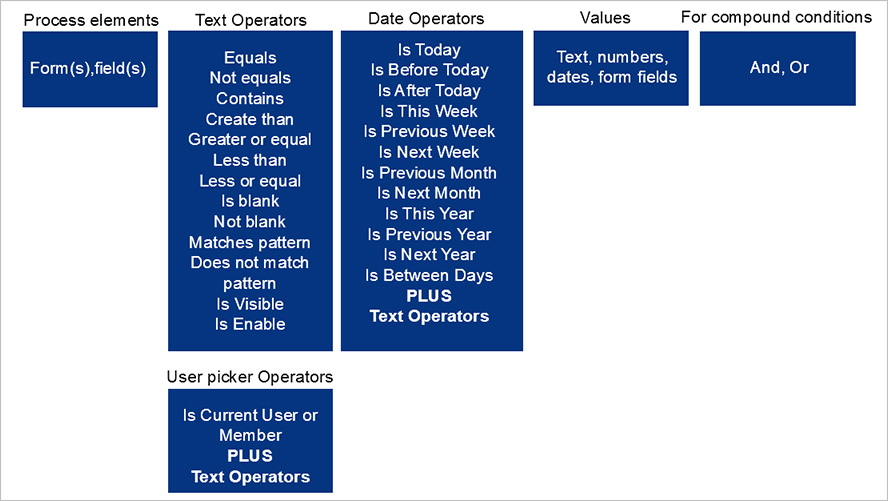 Process elements
Form(s),field(s)
Text Operators
Equals
Not equals
Contains
Create than
Greater or equal
Less than
Less or equal
Is blank
Not blank
Matches pattern
Does not match
pattern
Is Visible
Is Enable
Date Operators
Is Today
Is Before Today
Is After Today
Is This Week
Is Previous Week
Is Next Week
Is Previous Month
Is Next Month
Is This Year
Is Previous Year
Is Next Year
Is Between Days
PLUS
Text Operators
Values
Text, numbers,
dates, form fields
For compound conditions
And, Or
User picker Operators
Is Current User or
Member
PLUS
Text Operators